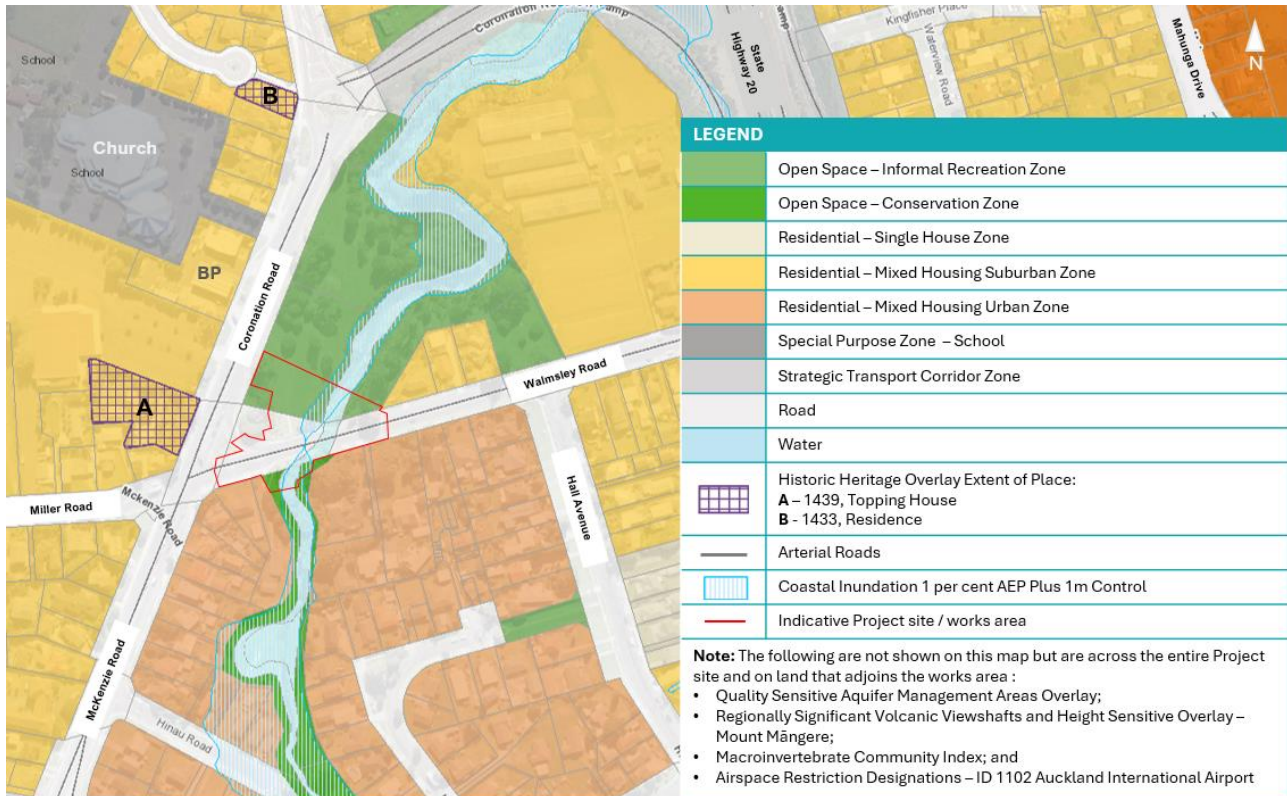 School
Coronation
Kingfisher Place
Waterview Road
Mahunga Drive
State
Highway 20
N
B
Church
School
BP
Coronation Road
A
Walmsley Road
Miller Road
Mckenzie Road
Hall Avenue
McKenzie Road
Hinau Road
LEGEND
Open Space – Informal Recreation Zone
Open Space – Conservation Zone
Residential – Single House Zone
Residential – Mixed Housing Suburban Zone
Residential – Mixed Housing Urban Zone
Special Purpose Zone – School
Strategic Transport Corridor Zone
Road
Water
Historic Heritage Overlay Extent of Place:
A – 1439, Topping House
B - 1433, Residence
Arterial Roads
Coastal Inundation 1 per cent AEP Plus 1m Control
Indicative Project site / works area
Note: The following are not shown on this map but are across the entire Project
site and on land that adjoins the works area :
• Quality Sensitive Aquifer Management Areas Overlay;
• Regionally Significant Volcanic Viewshafts and Height Sensitive Overlay –
Mount Māngere;
• Macroinvertebrate Community Index; and
• Airspace Restriction Designations – ID 1102 Auckland International Airport